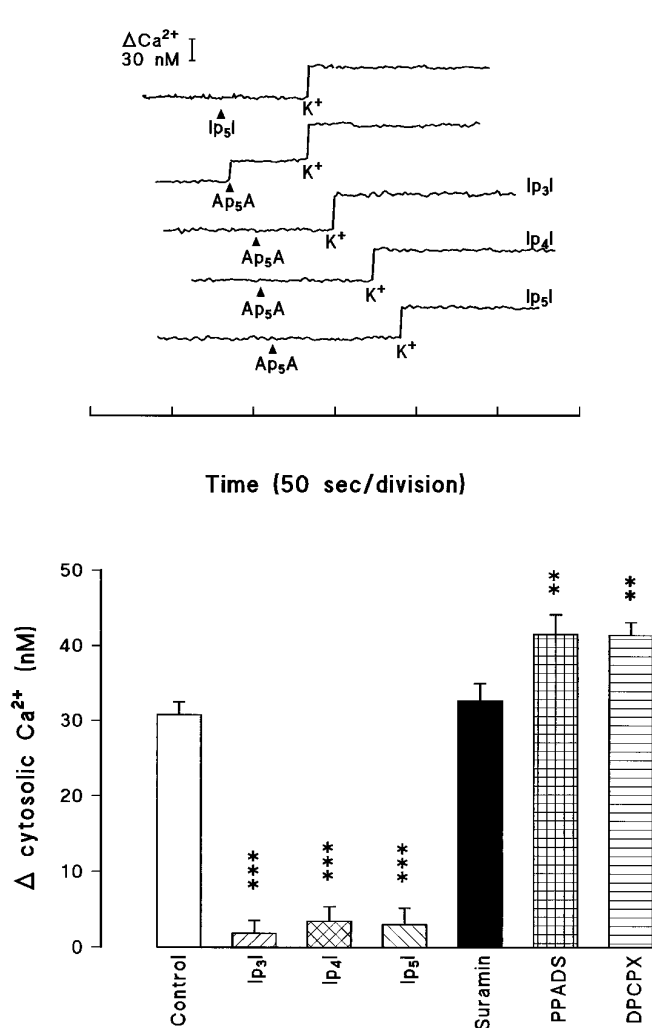 ΔCa²⁺
30 nM
K⁺
Ip₅I
K⁺
Ap₅A
Ip₃I
K⁺
Ap₅A
Ip₄I
K⁺
Ap₅A
Ip₅I
K⁺
Ap₅A
Time (50 sec/division)
Δ cytosolic Ca²⁺ (nM)
50
40
30
20
10
0
***
***
***
**
**
Control
Ip₃I
Ip₄I
Ip₅I
Suramin
PPADS
DPCPX